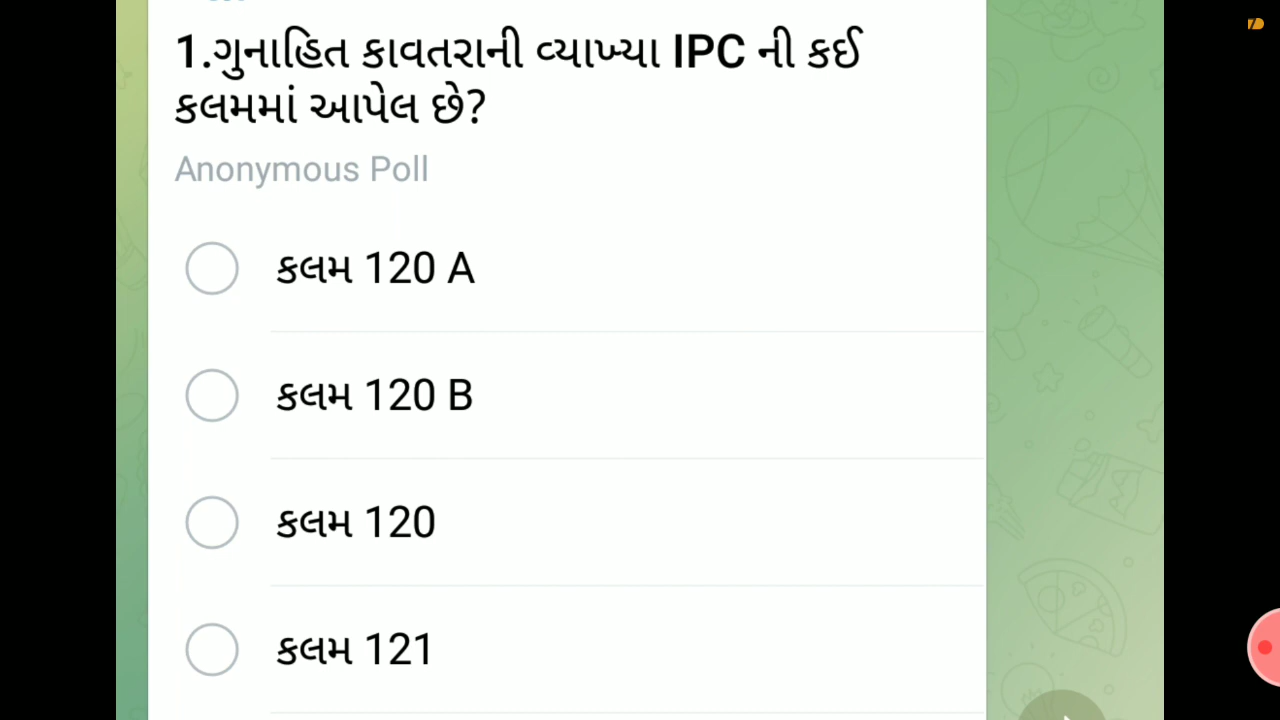 1.ગુનાહિત કાવતરાની વ્યાખ્યા IPC ની કઈ
કલમમાં આપેલ છે?
Anonymous Poll
કલમ 120 A
કલમ 120 B
કલમ 120
કલમ 121